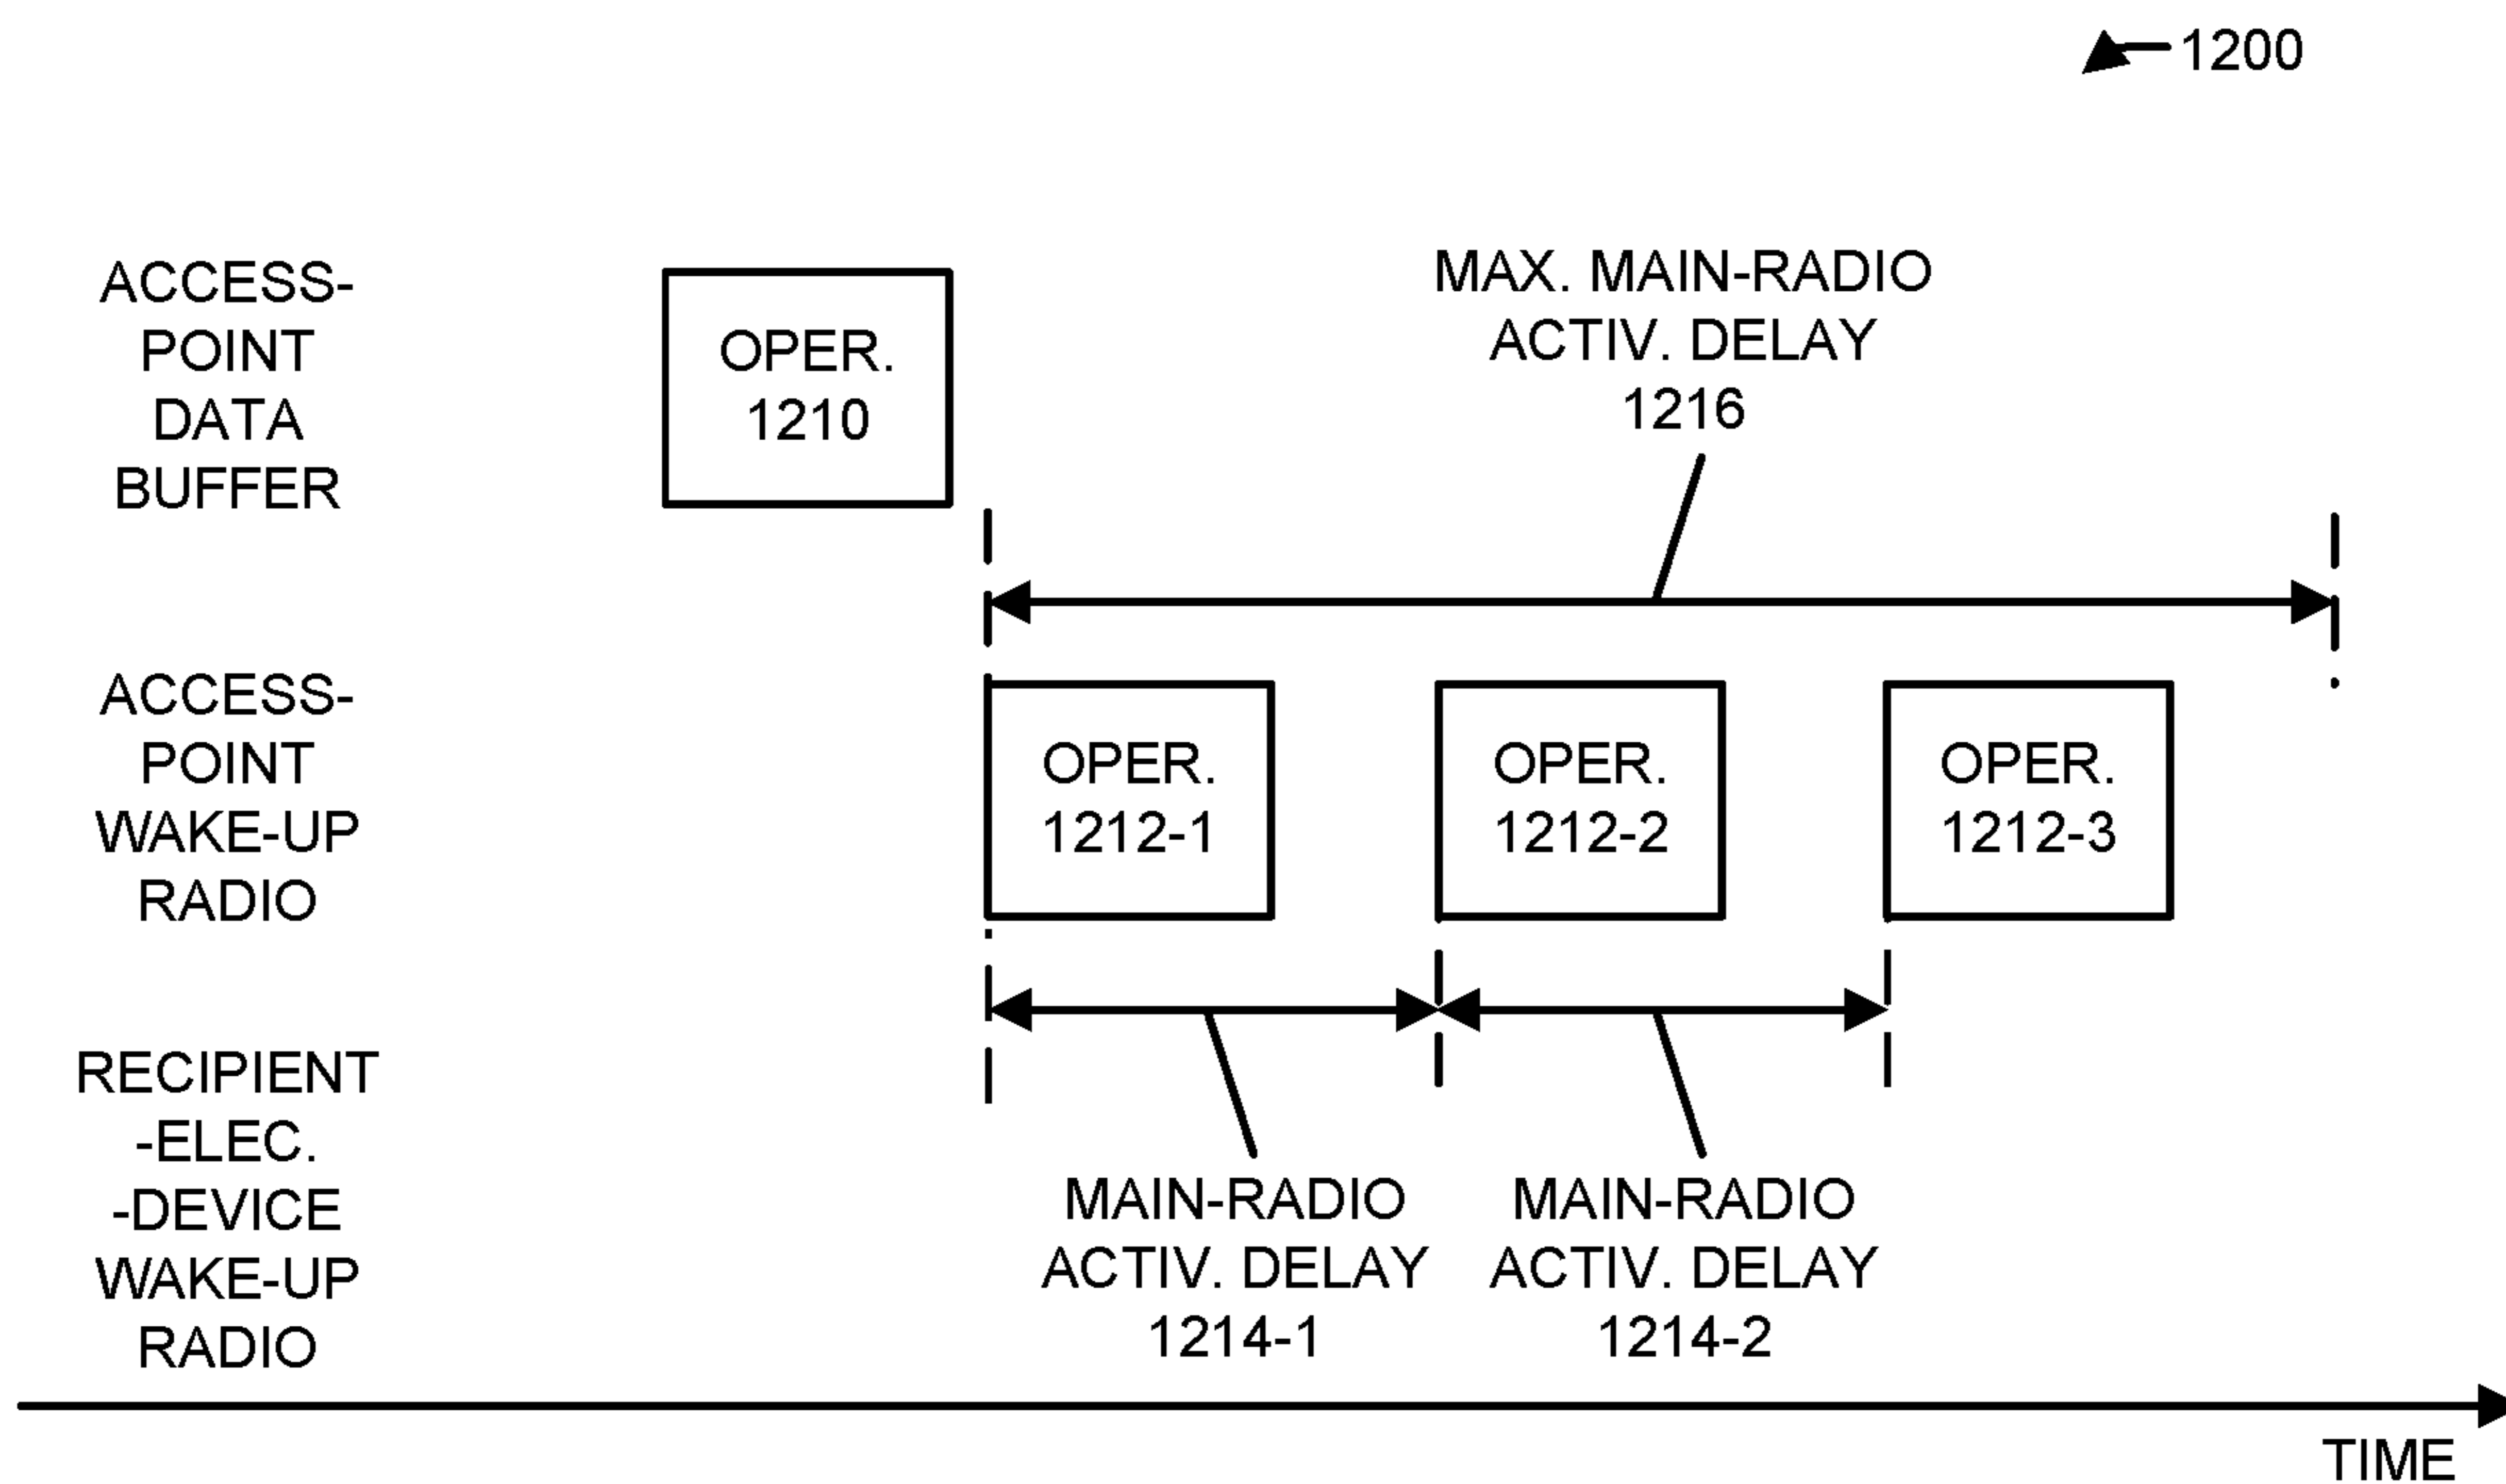 1200
ACCESS-
POINT
DATA
BUFFER
OPER.
1210
MAX. MAIN-RADIO
ACTIV. DELAY
1216
ACCESS-
POINT
WAKE-UP
RADIO
OPER.
1212-1
OPER.
1212-2
OPER.
1212-3
RECIPIENT
-ELEC.
-DEVICE
WAKE-UP
RADIO
MAIN-RADIO
ACTIV. DELAY
1214-1
MAIN-RADIO
ACTIV. DELAY
1214-2
TIME